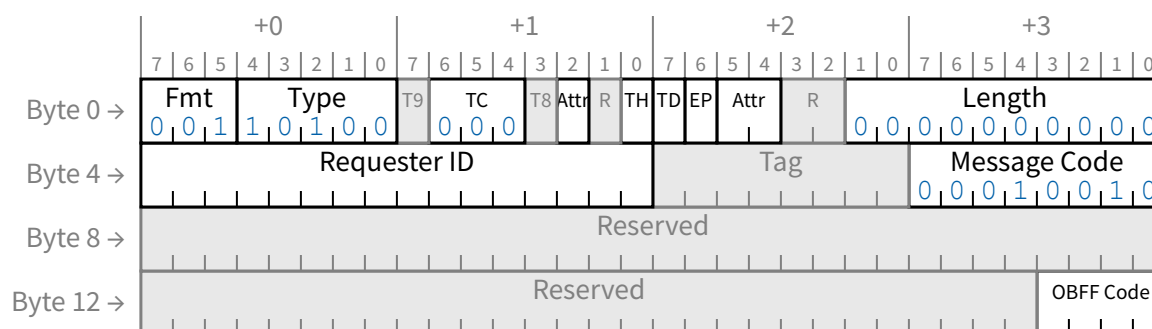 +0 +1 +2 +3
7 6 5 4 3 2 1 0 7 6 5 4 3 2 1 0 7 6 5 4 3 2 1 0 7 6 5 4 3 2 1 0
Byte 0 → Fmt Type T9 TC T8 Attr R TH TD EP Attr R Length
0 0 1 1 0 1 0 0 0 0 0 0 0 0 0 0 0 0 0 0 0
Byte 4 → Requester ID Tag Message Code
0 0 0 1 0 0 1 0
Byte 8 → Reserved
Byte 12 → Reserved OBFF Code